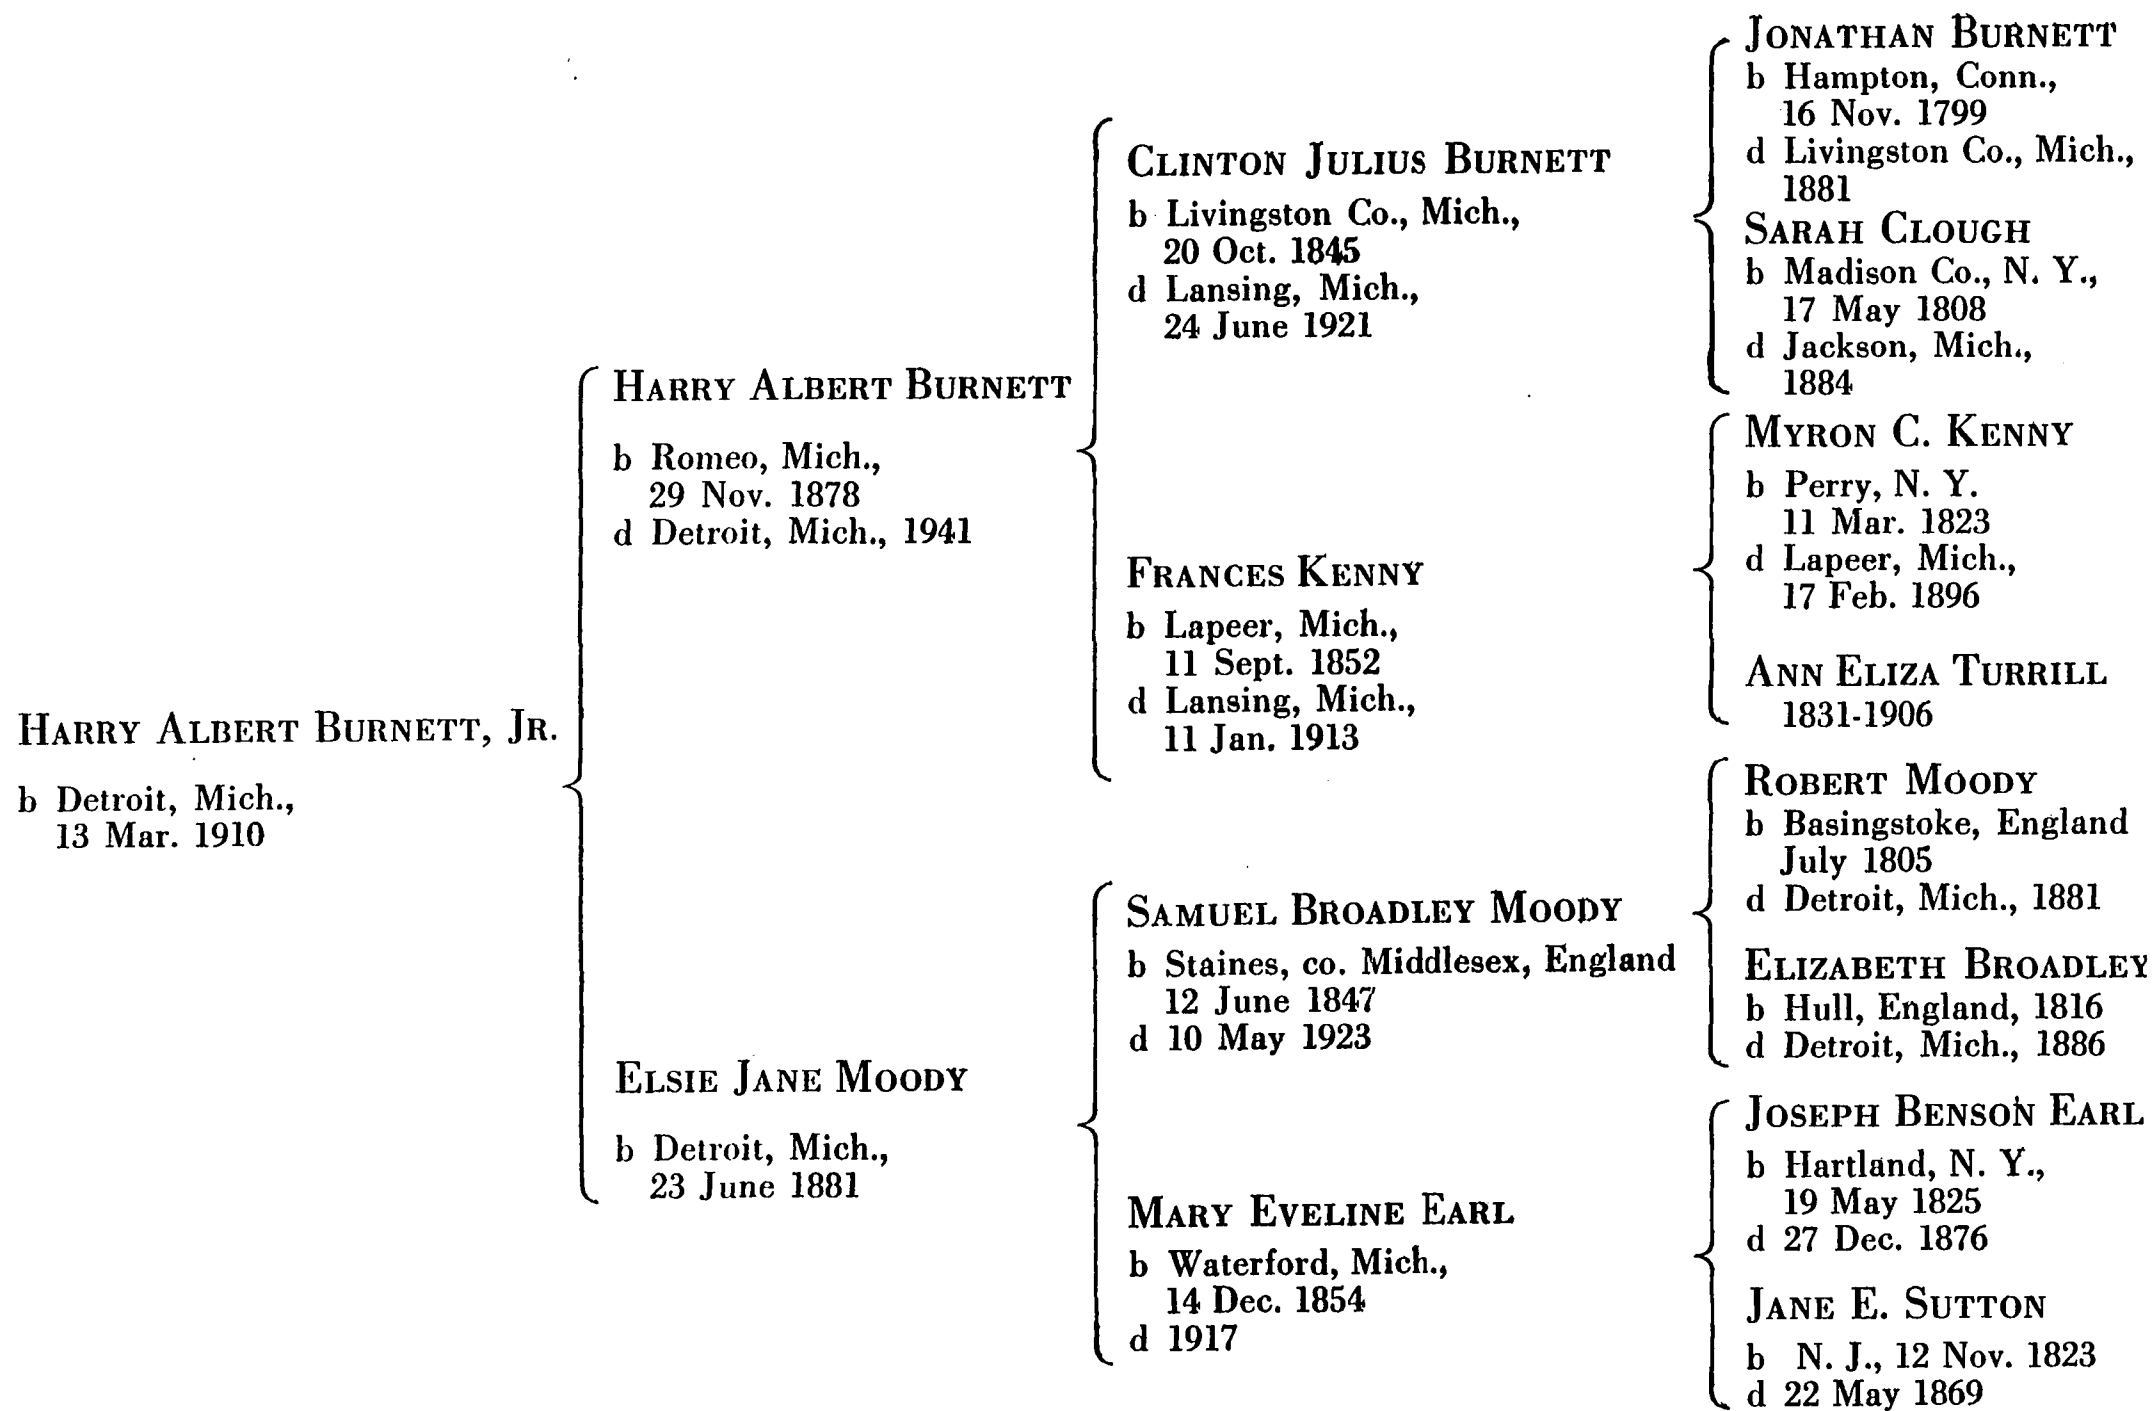 HARRY ALBERT BURNETT, JR.
b Detroit, Mich.,
13 Mar. 1910
HARRY ALBERT BURNETT
b Romeo, Mich.,
29 Nov. 1878
d Detroit, Mich., 1941
ELSIE JANE MOODY
b Detroit, Mich.,
23 June 1881
CLINTON JULIUS BURNETT
b Livingston Co., Mich.,
20 Oct. 1845
d Lansing, Mich.,
24 June 1921
FRANCES KENNY
b Lapeer, Mich.,
11 Sept. 1852
d Lansing, Mich.,
11 Jan. 1913
SAMUEL BROADLEY MOODY
b Staines, co. Middlesex, England
12 June 1847
d 10 May 1923
MARY EVELINE EARL
b Waterford, Mich.,
14 Dec. 1854
d 1917
JONATHAN BURNETT
b Hampton, Conn.,
16 Nov. 1799
d Livingston Co., Mich.,
1881
SARAH CLOUGH
b Madison Co., N. Y.,
17 May 1808
d Jackson, Mich.,
1884
MYRON C. KENNY
b Perry, N. Y.
11 Mar. 1823
d Lapeer, Mich.,
17 Feb. 1896
ANN ELIZA TURRILL
1831-1906
ROBERT MOODY
b Basingstoke, England
July 1805
d Detroit, Mich., 1881
ELIZABETH BROADLEY
b Hull, England, 1816
d Detroit, Mich., 1886
JOSEPH BENSON EARL
b Hartland, N. Y.,
19 May 1825
d 27 Dec. 1876
JANE E. SUTTON
b N. J., 12 Nov. 1823
d 22 May 1869